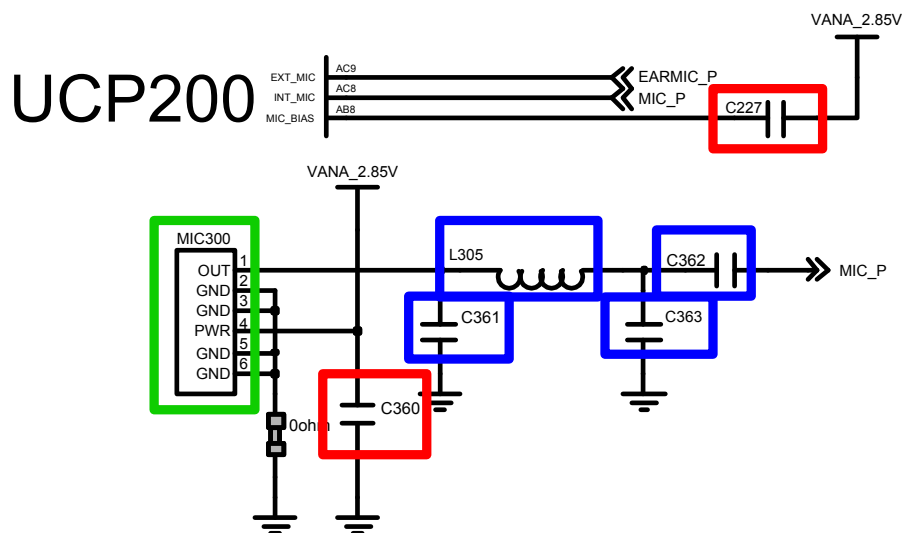 VANA_2.85V
UCP200
EXT_MIC AC9 EARMIC_P
INT_MIC AC8 MIC_P
MIC_BIAS AB8 C227
VANA_2.85V
MIC300
L305 C362 MIC_P
OUT 1
GND 2
GND 3
PWR 4
GND 5
GND 6
C361 C363
C360
0ohm